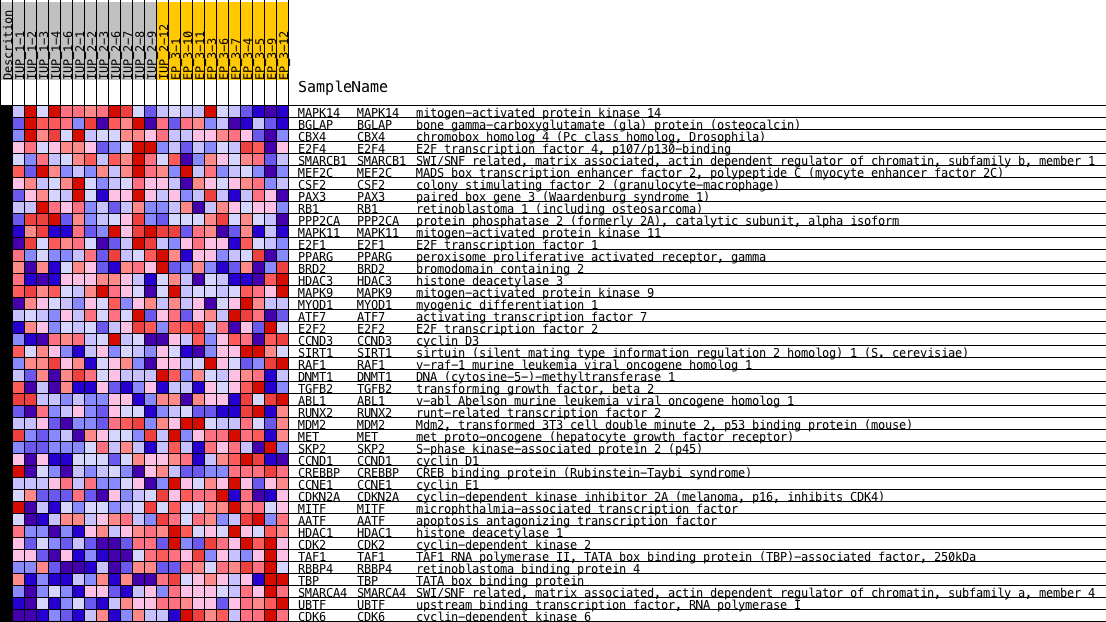 Descrition
IUP_1-1
IUP_1-2
IUP_1-3
IUP_1-4
IUP_1-6
IUP_2-1
IUP_2-2
IUP_2-3
IUP_2-6
IUP_2-7
IUP_2-8
IUP_2-9
IUP_2-12
EP_3-1
EP_3-10
EP_3-11
EP_3-3
EP_3-6
EP_3-7
EP_3-4
EP_3-5
EP_3-9
EP_3-12
SampleName
MAPK14 MAPK14 mitogen-activated protein kinase 14
BGLAP BGLAP bone gamma-carboxyglutamate (gla) protein (osteocalcin)
CBX4 CBX4 chromobox homolog 4 (Pc class homolog, Drosophila)
E2F4 E2F4 E2F transcription factor 4, p107/p130-binding
SMARCB1 SMARCB1 SWI/SNF related, matrix associated, actin dependent regulator of chromatin, subfamily b, member 1
MEF2C MEF2C MADS box transcription enhancer factor 2, polypeptide C (myocyte enhancer factor 2C)
CSF2 CSF2 colony stimulating factor 2 (granulocyte-macrophage)
PAX3 PAX3 paired box gene 3 (Waardenburg syndrome 1)
RB1 RB1 retinoblastoma 1 (including osteosarcoma)
PPP2CA PPP2CA protein phosphatase 2 (formerly 2A), catalytic subunit, alpha isoform
MAPK11 MAPK11 mitogen-activated protein kinase 11
E2F1 E2F1 E2F transcription factor 1
PPARG PPARG peroxisome proliferative activated receptor, gamma
BRD2 BRD2 bromodomain containing 2
HDAC3 HDAC3 histone deacetylase 3
MAPK9 MAPK9 mitogen-activated protein kinase 9
MYOD1 MYOD1 myogenic differentiation 1
ATF7 ATF7 activating transcription factor 7
E2F2 E2F2 E2F transcription factor 2
CCND3 CCND3 cyclin D3
SIRT1 SIRT1 sirtuin (silent mating type information regulation 2 homolog) 1 (S. cerevisiae)
RAF1 RAF1 v-raf-1 murine leukemia viral oncogene homolog 1
DNMT1 DNMT1 DNA (cytosine-5-)-methyltransferase 1
TGFB2 TGFB2 transforming growth factor, beta 2
ABL1 ABL1 v-abl Abelson murine leukemia viral oncogene homolog 1
RUNX2 RUNX2 runt-related transcription factor 2
MDM2 MDM2 Mdm2, transformed 3T3 cell double minute 2, p53 binding protein (mouse)
MET MET met proto-oncogene (hepatocyte growth factor receptor)
SKP2 SKP2 S-phase kinase-associated protein 2 (p45)
CCND1 CCND1 cyclin D1
CREBBP CREBBP CREB binding protein (Rubinstein-Taybi syndrome)
CCNE1 CCNE1 cyclin E1
CDKN2A CDKN2A cyclin-dependent kinase inhibitor 2A (melanoma, p16, inhibits CDK4)
MITF MITF microphthalmia-associated transcription factor
AATF AATF apoptosis antagonizing transcription factor
HDAC1 HDAC1 histone deacetylase 1
CDK2 CDK2 cyclin-dependent kinase 2
TAF1 TAF1 TAF1 RNA polymerase II, TATA box binding protein (TBP)-associated factor, 250kDa
RBBP4 RBBP4 retinoblastoma binding protein 4
TBP TBP TATA box binding protein
SMARCA4 SMARCA4 SWI/SNF related, matrix associated, actin dependent regulator of chromatin, subfamily a, member 4
UBTF UBTF upstream binding transcription factor, RNA polymerase I
CDK6 CDK6 cyclin-dependent kinase 6